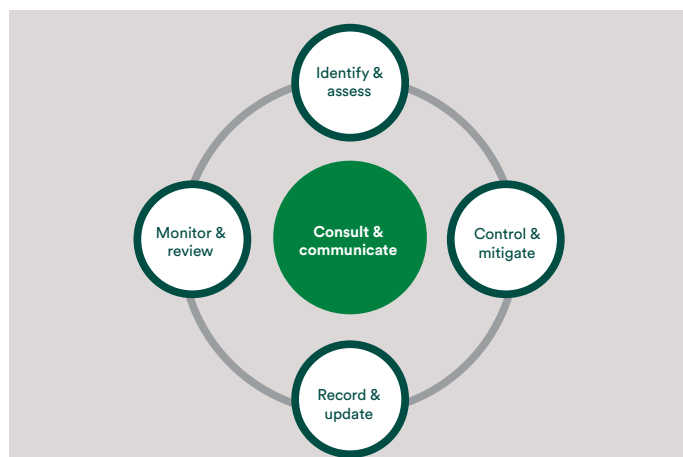 Identify &
assess
Monitor &
review
Consult &
communicate
Control &
mitigate
Record &
update